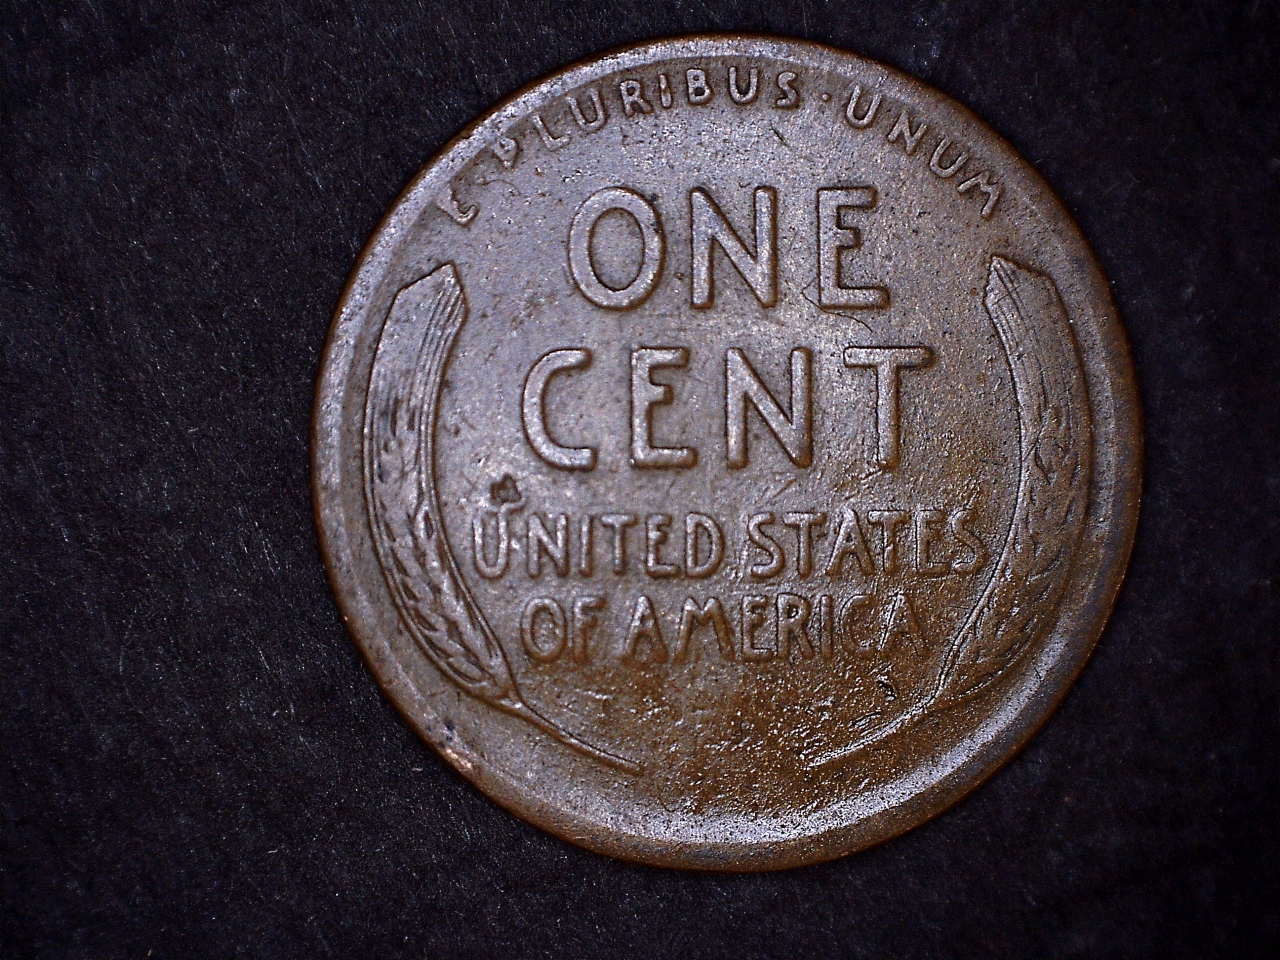 E PLURIBUS · UNUM
ONE
CENT
UNITED STATES
OF AMERICA